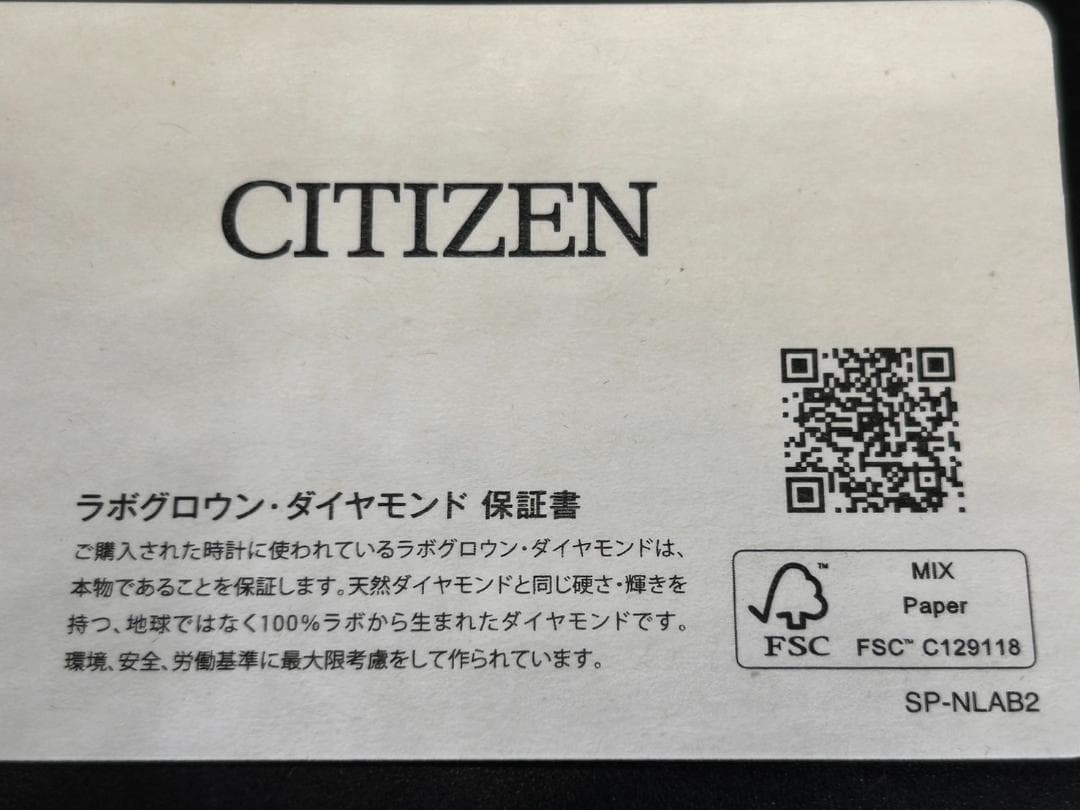 CITIZEN
ラボグロウン・ダイヤモンド 保証書
ご購入された時計に使われているラボグロウン・ダイヤモンドは、
本物であることを保証します。天然ダイヤモンドと同じ硬さ・輝きを
持つ、地球ではなく100%ラボから生まれたダイヤモンドです。
環境、安全、労働基準に最大限考慮をして作られています。
FSC
™
MIX
Paper
FSC™ C129118
SP-NLAB2